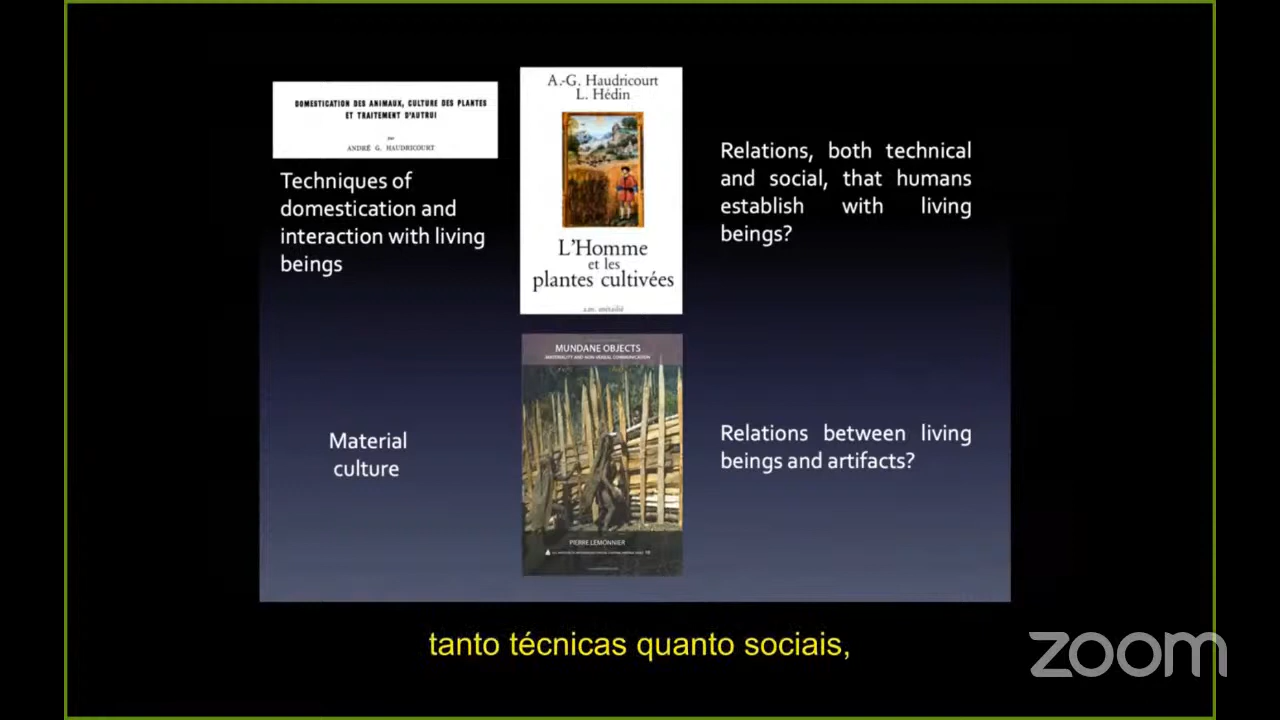 DOMESTICATION DES ANIMAUX, CULTURE DES PLANTES
ET TRAITEMENT D'AUTRUI
par
ANDRÉ G. HAUDRICOURT
Techniques of
domestication and
interaction with living
beings
A.-G. Haudricourt
L. Hédin
L'Homme
et les
plantes cultivées
a.m. métailié
Relations, both technical
and social, that humans
establish with living
beings?
Material
culture
MUNDANE OBJECTS
MATERIALITY AND NON-VERBAL COMMUNICATION
PIERRE LEMONNIER
Relations between living
beings and artifacts?
tanto técnicas quanto sociais,
zoom